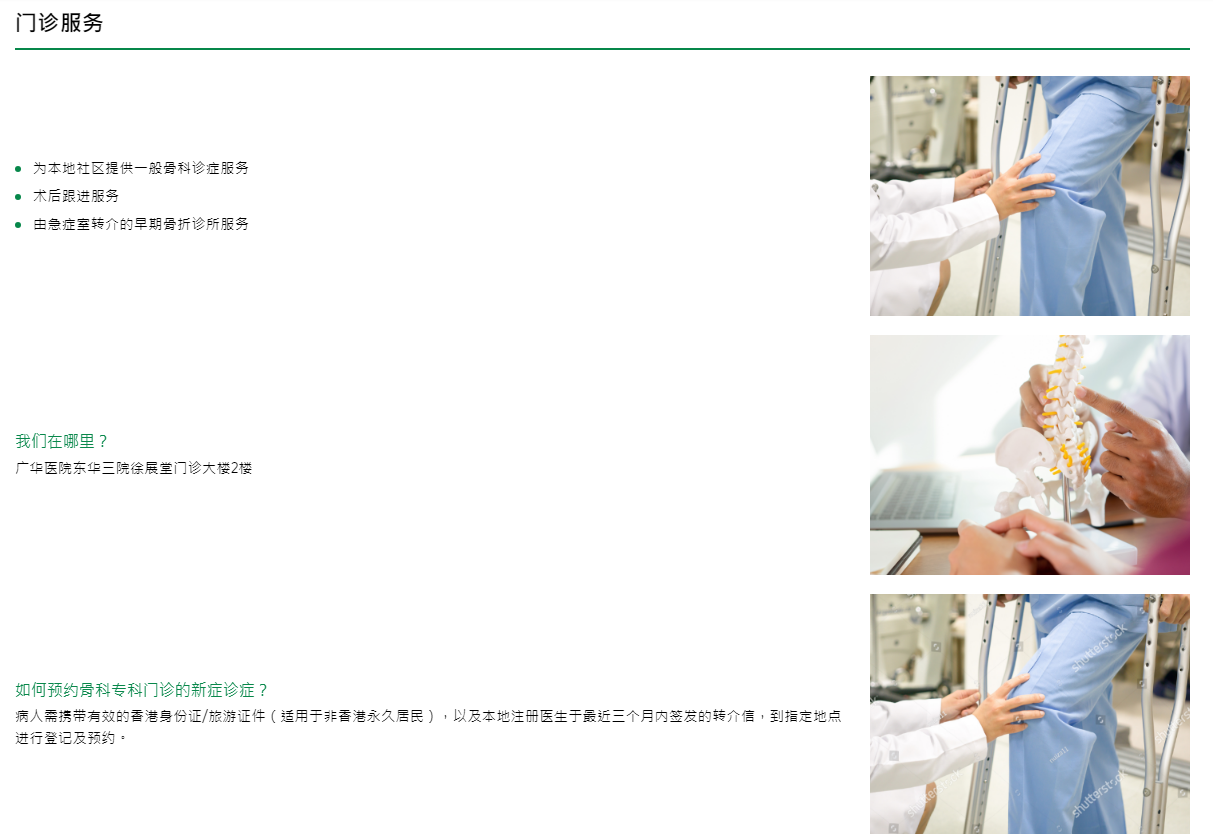 门诊服务
为本地社区提供一般骨科诊症服务
术后跟进服务
由急症室转介的早期骨折诊所服务
我们在哪里？
广华医院东华三院徐展堂门诊大楼2楼
如何预约骨科专科门诊的新症诊症？
病人需携带有效的香港身份证/旅游证件（适用于非香港永久居民），以及本地注册医生于最近三个月内签发的转介信，到指定地点
进行登记及预约。
shutterstock
shutterstock